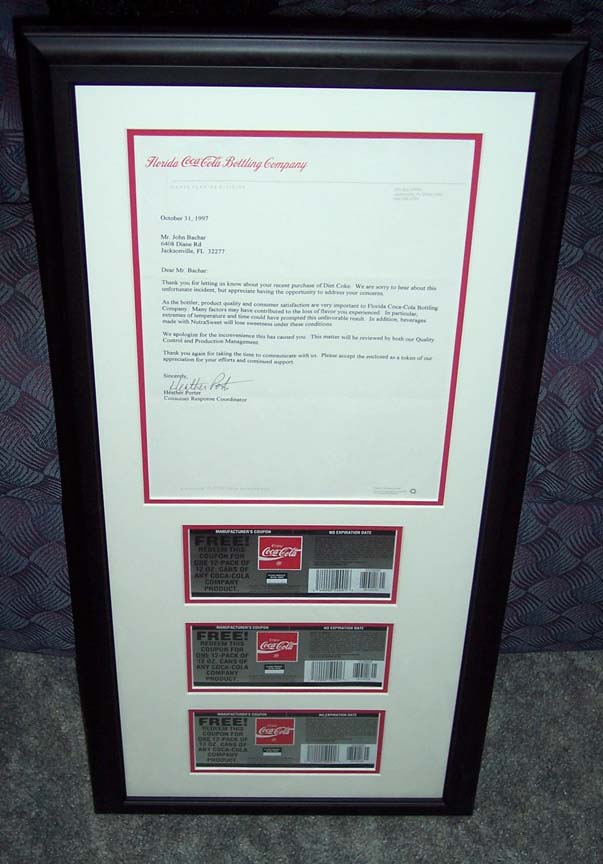 Florida Coca-Cola Bottling Company
October 31, 1997
Mr. John Bachar
6408 Diane Rd
Jacksonville, FL 32277
Dear Mr. Bachar:
Thank you for letting us know about your recent purchase of Diet Coke. We are sorry to hear about this
unfortunate incident, but appreciate having the opportunity to address your concerns.
As the bottler, product quality and consumer satisfaction are very important to Florida Coca-Cola Bottling
Company. Many factors may have contributed to the loss of flavor you experienced. In particular,
extremes of temperature and time could have prompted this unfavorable result. In addition, beverages
made with NutraSweet will lose sweetness under these conditions
We apologize for the inconvenience this has caused you. This matter will be reviewed by both our Quality
Control and Production Management.
Thank you again for taking the time to communicate with us. Please accept the enclosed as a token of our
appreciation for your efforts and continued support.
Sincerely,
Heather Porter
Consumer Response Coordinator
MANUFACTURER'S COUPON NO EXPIRATION DATE
FREE!
REDEEM THIS
COUPON FOR
ONE 12-PACK OF
12 OZ. CANS OF
ANY COCA-COLA
COMPANY
PRODUCT.
Enjoy
Coca-Cola
MANUFACTURER'S COUPON NO EXPIRATION DATE
FREE!
REDEEM THIS
COUPON FOR
ONE 12-PACK OF
12 OZ. CANS OF
ANY COCA-COLA
COMPANY
PRODUCT.
Enjoy
Coca-Cola
MANUFACTURER'S COUPON NO EXPIRATION DATE
FREE!
REDEEM THIS
COUPON FOR
ONE 12-PACK OF
12 OZ. CANS OF
ANY COCA-COLA
COMPANY
PRODUCT.
Enjoy
Coca-Cola